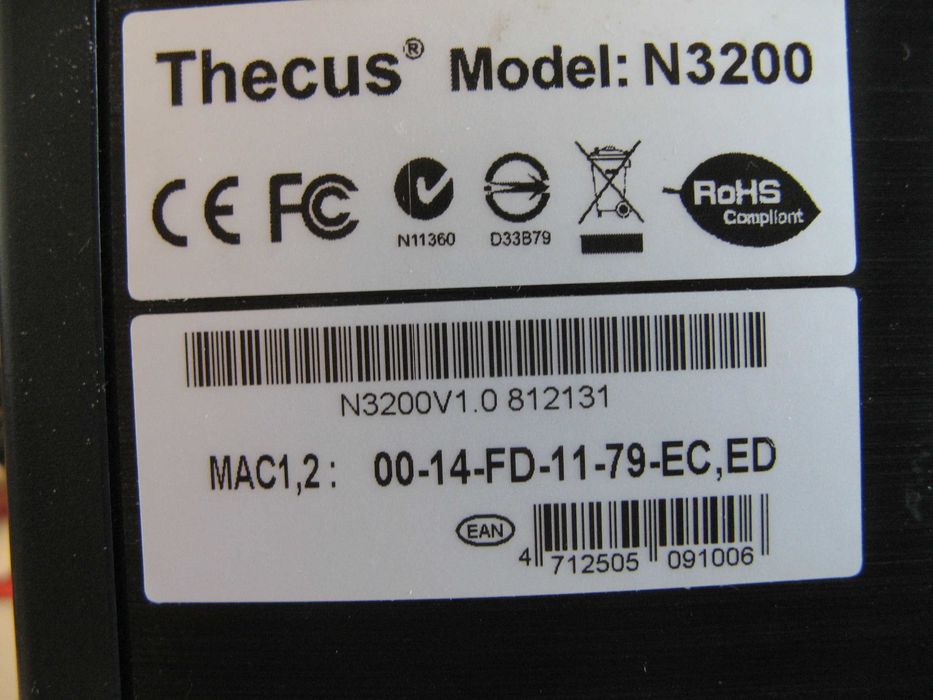 Thecus® Model: N3200
CE FC N11360 D33B79 RoHS Compliant
N3200V1.0 812131
MAC1,2 : 00-14-FD-11-79-EC,ED
EAN
4 712505 091006